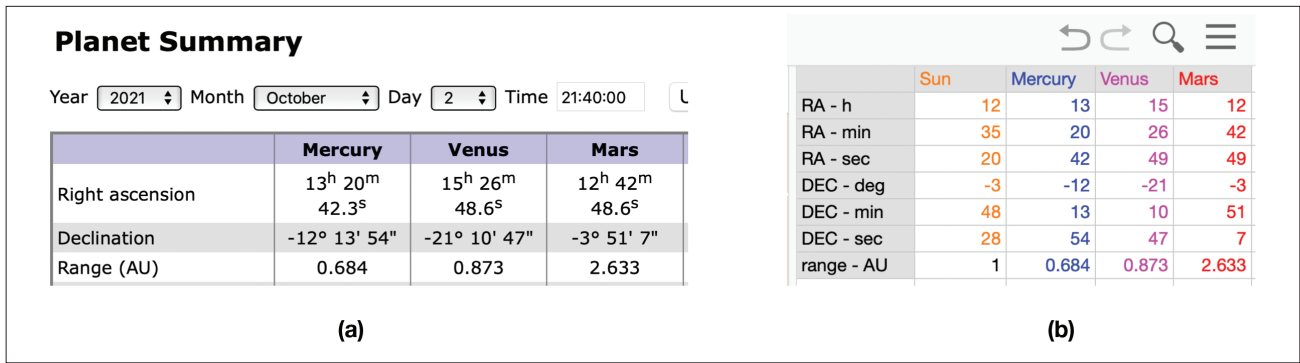 Planet Summary
Year 2021 Month October Day 2 Time 21:40:00 U
Mercury Venus Mars
Right ascension 13h 20m 42.3s 15h 26m 48.6s 12h 42m 48.6s
Declination -12° 13' 54" -21° 10' 47" -3° 51' 7"
Range (AU) 0.684 0.873 2.633
(a)
Sun Mercury Venus Mars
RA - h 12 13 15 12
RA - min 35 20 26 42
RA - sec 20 42 49 49
DEC - deg -3 -12 -21 -3
DEC - min 48 13 10 51
DEC - sec 28 54 47 7
range - AU 1 0.684 0.873 2.633
(b)